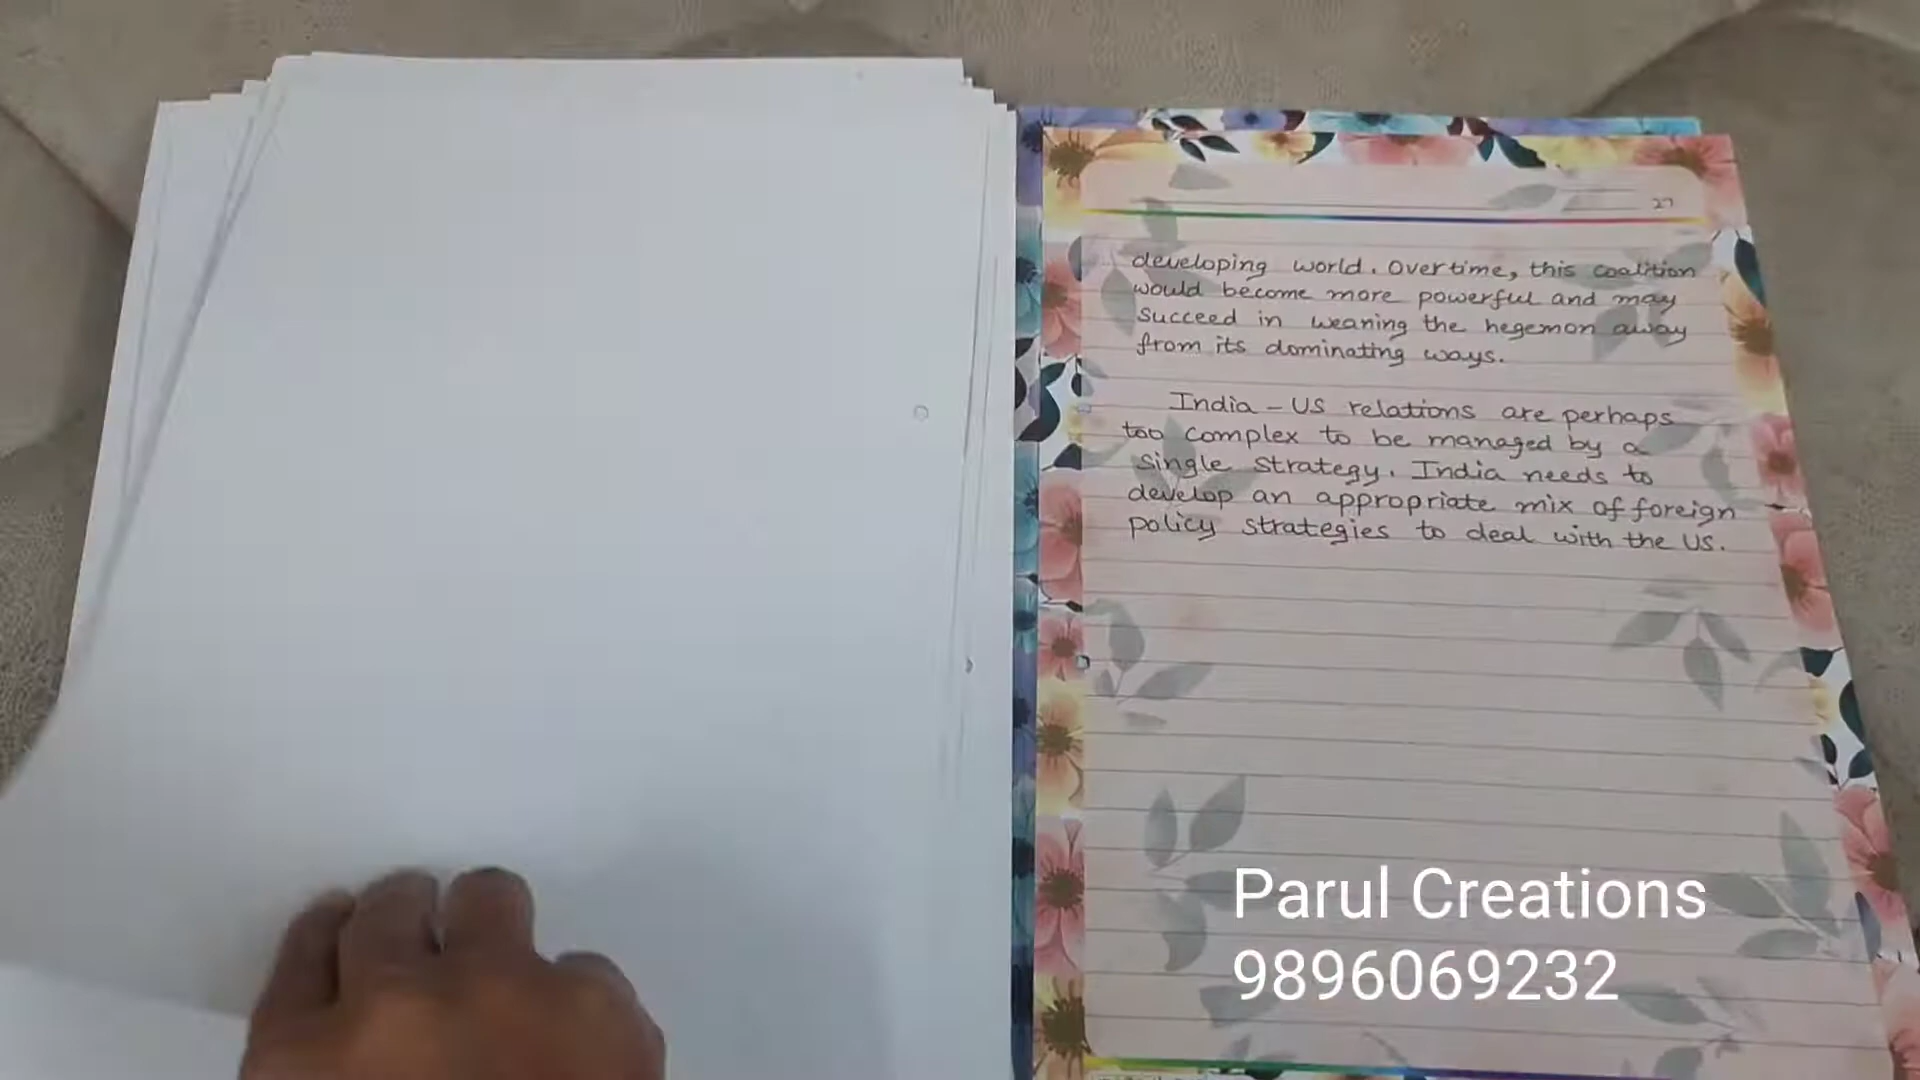 27
developing world. Overtime, this coalition
would become more powerful and may
succeed in weaning the hegemon away
from its dominating ways.
India - US relations are perhaps
too complex to be managed by a
single strategy. India needs to
develop an appropriate mix of foreign
policy strategies to deal with the US.
Parul Creations
9896069232